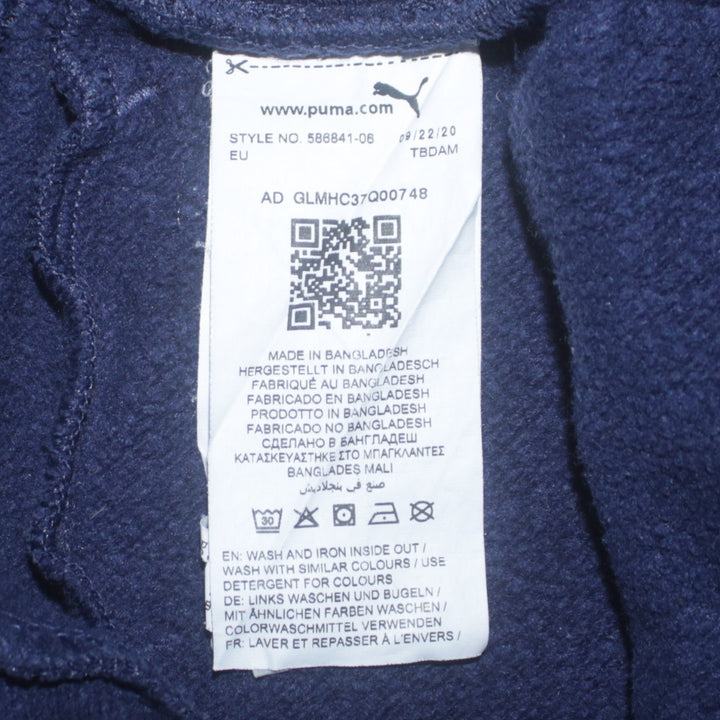 www.puma.com
STYLE NO. 586841-06 09/22/20
EU TBDAM
AD GLMHC37Q00748
MADE IN BANGLADESH
HERGESTELLT IN BANGLADESCH
FABRIQUÉ AU BANGLADESH
FABRICADO EN BANGLADESH
PRODOTTO IN BANGLADESH
FABRICADO NO BANGLADESH
СДЕЛАНО В БАНГЛАДЕШ
ΚΑΤΑΣΚΕΥΑΣΤΗΚΕ ΣΤΟ ΜΠΑΓΚΛΑΝΤΕΣ
BANGLADES MALI
صنع في بنجلاديش
30
EN: WASH AND IRON INSIDE OUT /
WASH WITH SIMILAR COLOURS / USE
DETERGENT FOR COLOURS
DE: LINKS WASCHEN UND BUGELN /
MIT ÄHNLICHEN FARBEN WASCHEN /
COLORWASCHMITTEL VERWENDEN
FR: LAVER ET REPASSER À L'ENVERS /